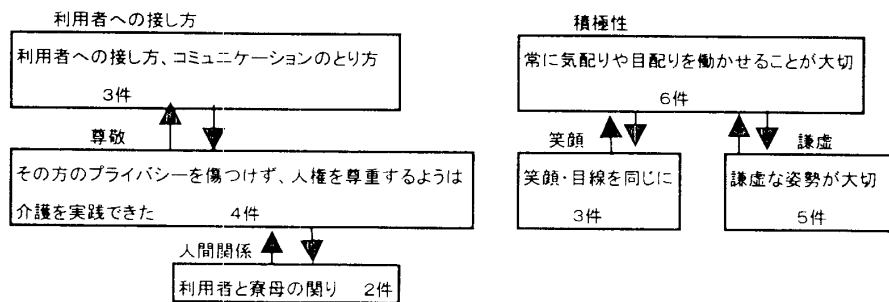 利用者への接し方
利用者への接し方、コミュニケーションのとり方
3件
尊敬
その方のプライバシーを傷つけず、人権を尊重するようは
介護を実践できた 4件
人間関係
利用者と寮母の関り 2件
積極性
常に気配りや目配りを働かせることが大切
6件
笑顔
笑顔・目線を同じに
3件
謙虚
謙虚な姿勢が大切
5件